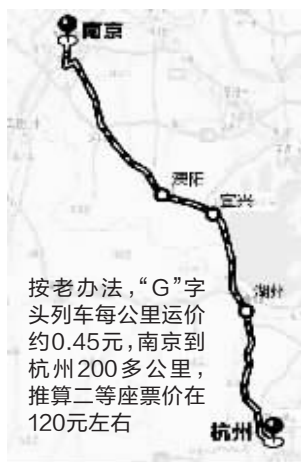 南京
溧阳
宜兴
湖州
按老办法，“G”字
头列车每公里运价
约0.45元，南京到
杭州200多公里，
推算二等座票价在
120元左右
杭州